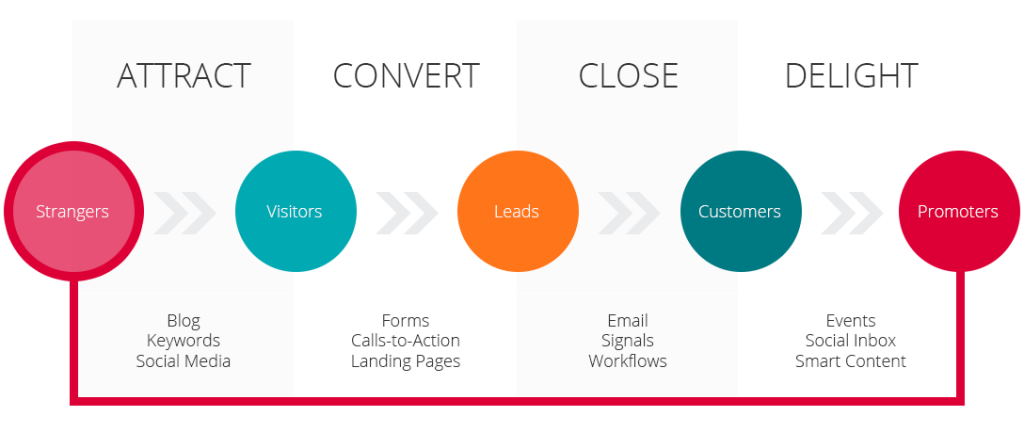 ATTRACT
CONVERT
CLOSE
DELIGHT
Strangers
Visitors
Leads
Customers
Promoters
Blog
Keywords
Social Media
Forms
Calls-to-Action
Landing Pages
Email
Signals
Workflows
Events
Social Inbox
Smart Content